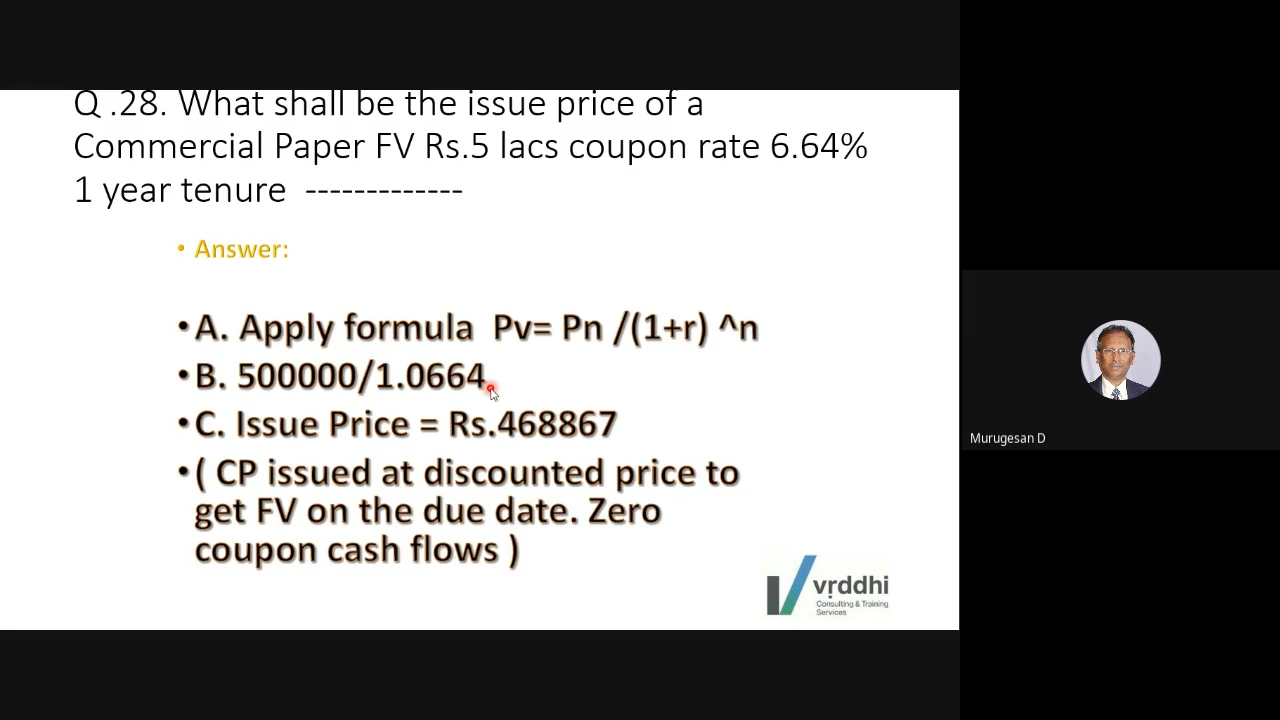 Q .28. What shall be the issue price of a
Commercial Paper FV Rs.5 lacs coupon rate 6.64%
1 year tenure -------------
• Answer:
• A. Apply formula Pv= Pn /(1+r) ^n
• B. 500000/1.0664
• C. Issue Price = Rs.468867
• ( CP issued at discounted price to
get FV on the due date. Zero
coupon cash flows )
vṛddhi
Consulting & Training
Services
Murugesan D